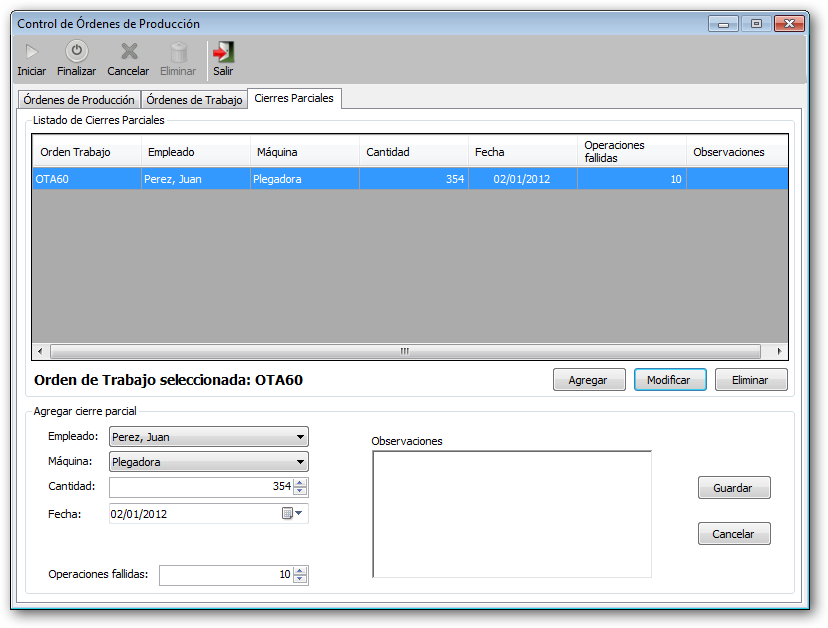 Control de Órdenes de Producción
Iniciar Finalizar Cancelar Eliminar Salir
Órdenes de Producción Órdenes de Trabajo Cierres Parciales
Listado de Cierres Parciales
Orden Trabajo Empleado Máquina Cantidad Fecha Operaciones fallidas Observaciones
OTA60 Perez, Juan Plegadora 354 02/01/2012 10
Orden de Trabajo seleccionada: OTA60 Agregar Modificar Eliminar
Agregar cierre parcial
Empleado: Perez, Juan
Máquina: Plegadora
Cantidad: 354
Fecha: 02/01/2012
Operaciones fallidas: 10
Observaciones
Guardar
Cancelar